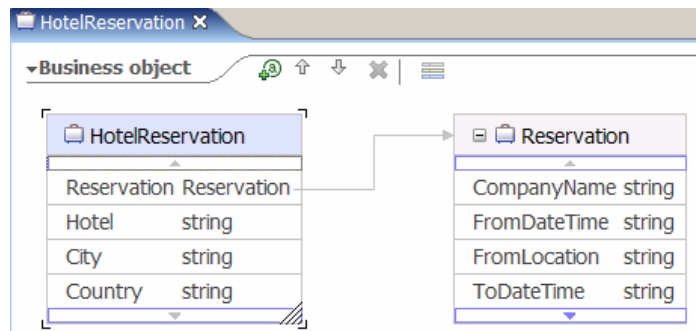 HotelReservation
Business object
HotelReservation
Reservation Reservation
Hotel string
City string
Country string
Reservation
CompanyName string
FromDateTime string
FromLocation string
ToDateTime string